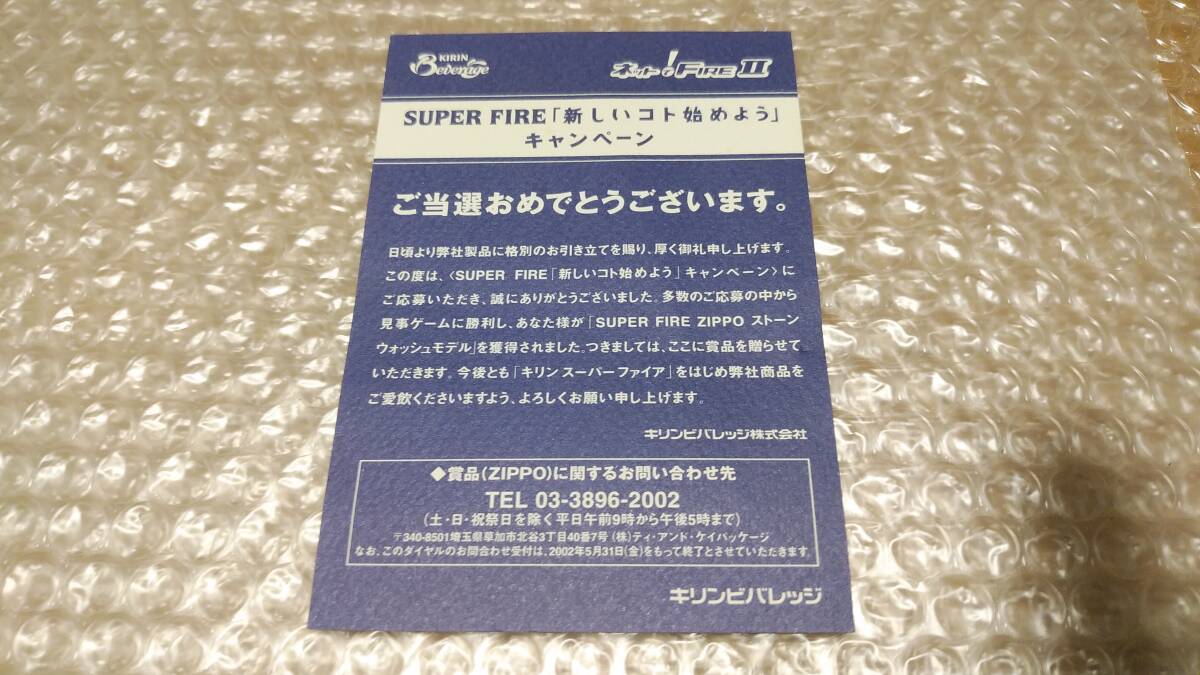 KIRIN
Beverage
ネットで!FIRE II
SUPER FIRE「新しいコト始めよう」
キャンペーン
ご当選おめでとうございます。
日頃より弊社製品に格別のお引き立てを賜り、厚く御礼申し上げます。
この度は、〈SUPER FIRE「新しいコト始めよう」キャンペーン〉に
ご応募いただき、誠にありがとうございました。多数のご応募の中から
見事ゲームに勝利し、あなた様が「SUPER FIRE ZIPPO ストーン
ウォッシュモデル」を獲得されました。つきましては、ここに賞品を贈らせて
いただきます。今後とも「キリン スーパーファイア」をはじめ弊社商品を
ご愛飲くださいますよう、よろしくお願い申し上げます。
キリンビバレッジ株式会社
◆賞品(ZIPPO)に関するお問い合わせ先
TEL 03-3896-2002
(土・日・祝祭日を除く平日午前9時から午後5時まで)
〒340-8501埼玉県草加市北谷3丁目40番7号 (株)ティ・アンド・ケイパッケージ
なお、このダイヤルのお問合わせ受付は、2002年5月31日(金)をもって終了とさせていただきます。
キリンビバレッジ